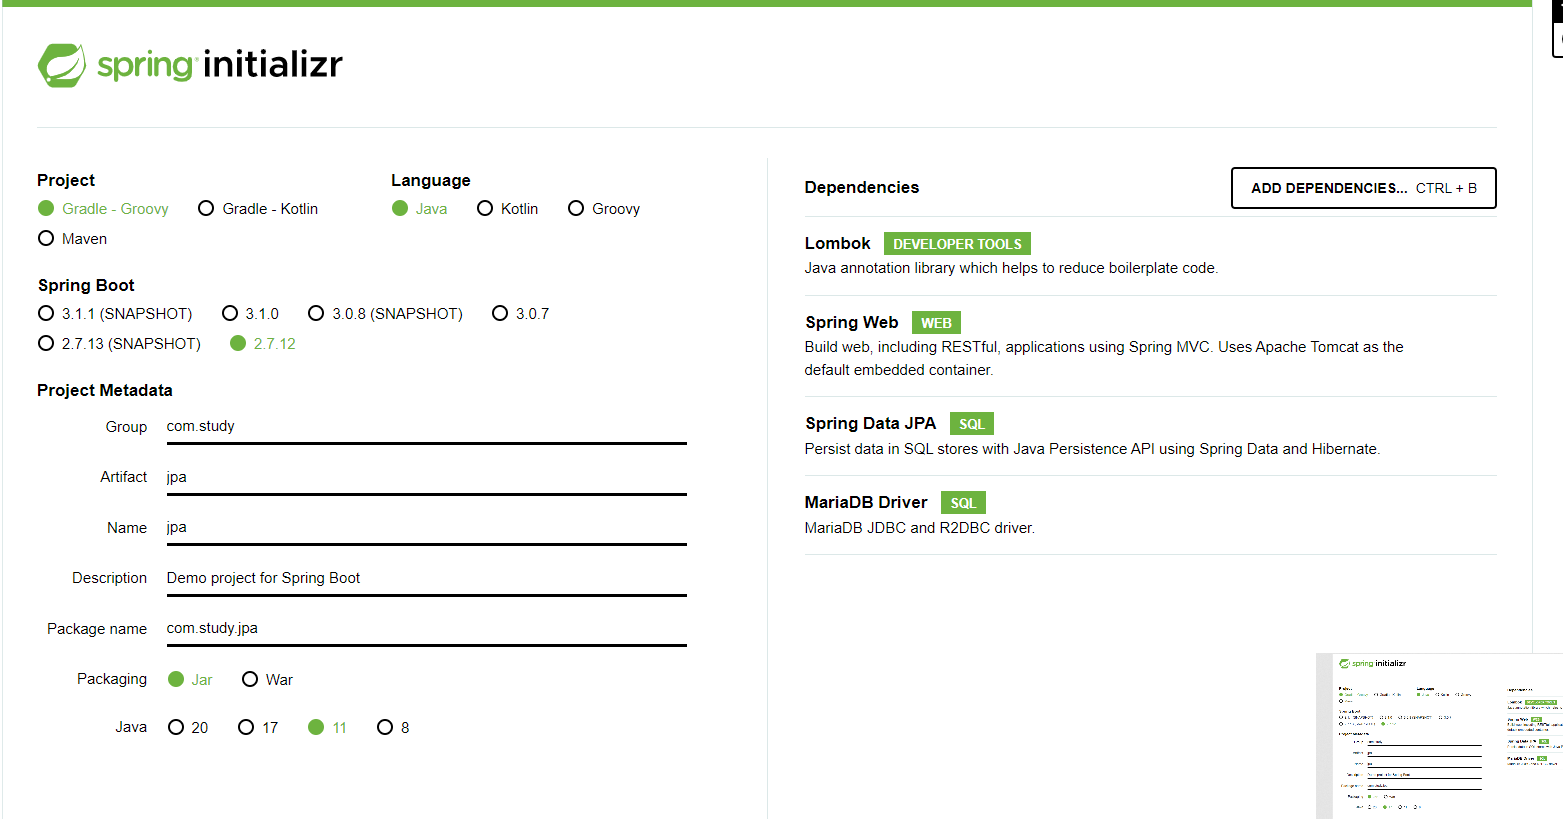 spring initializr
Project
Gradle - Groovy Gradle - Kotlin
Maven
Language
Java Kotlin Groovy
Spring Boot
3.1.1 (SNAPSHOT) 3.1.0 3.0.8 (SNAPSHOT) 3.0.7
2.7.13 (SNAPSHOT) 2.7.12
Project Metadata
Group com.study
Artifact jpa
Name jpa
Description Demo project for Spring Boot
Package name com.study.jpa
Packaging Jar War
Java 20 17 11 8
Dependencies
ADD DEPENDENCIES... CTRL + B
Lombok DEVELOPER TOOLS
Java annotation library which helps to reduce boilerplate code.
Spring Web WEB
Build web, including RESTful, applications using Spring MVC. Uses Apache Tomcat as the
default embedded container.
Spring Data JPA SQL
Persist data in SQL stores with Java Persistence API using Spring Data and Hibernate.
MariaDB Driver SQL
MariaDB JDBC and R2DBC driver.
spring initializr
Project
Language
Dependencies
Spring Boot